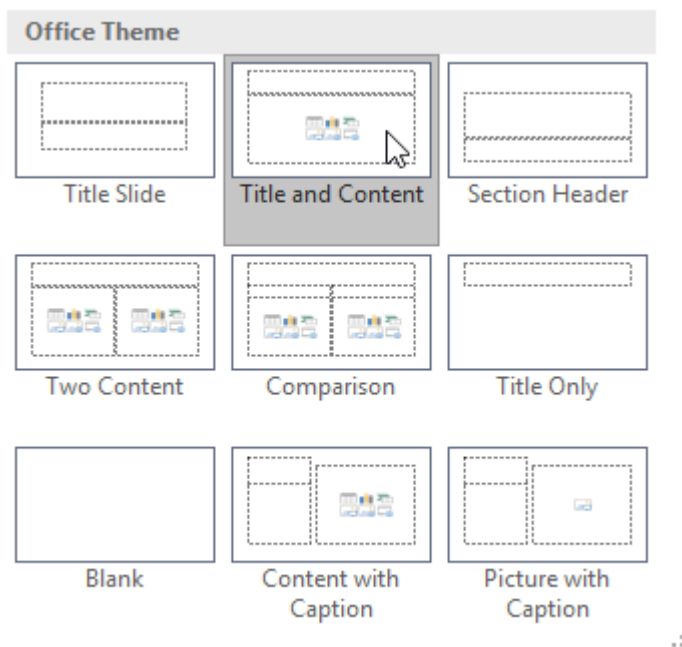 Office Theme
Title Slide
Title and Content
Section Header
Two Content
Comparison
Title Only
Blank
Content with
Caption
Picture with
Caption